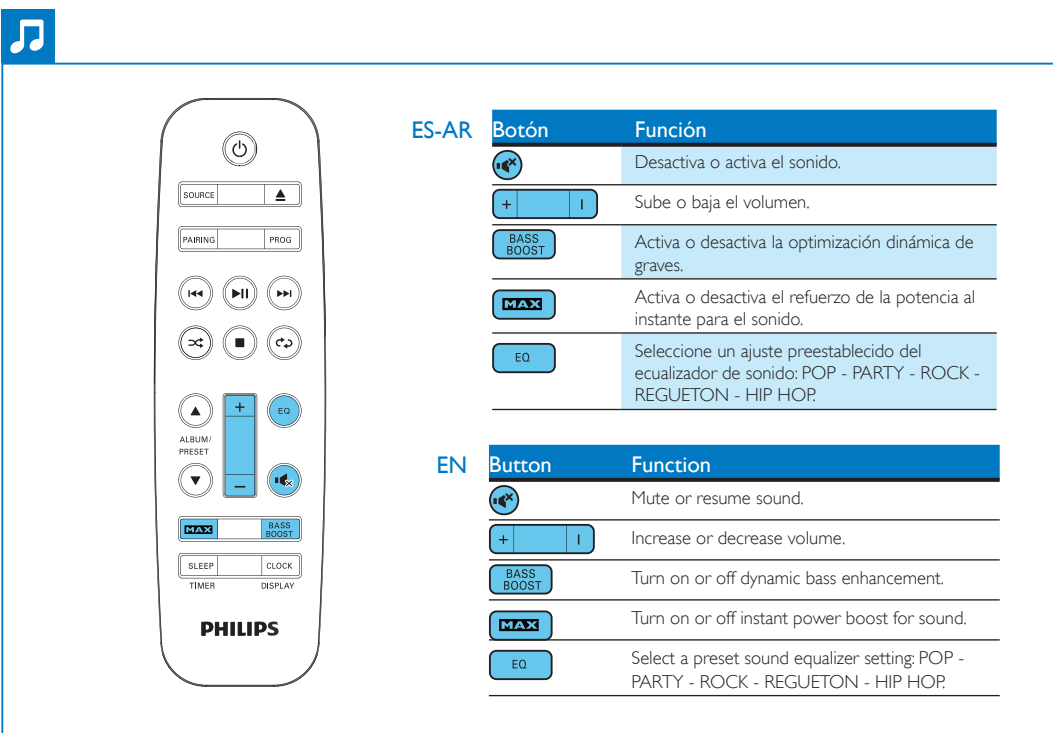 SOURCE
PAIRING PROG
EQ
ALBUM/
PRESET
MAX BASS
BOOST
SLEEP CLOCK
TIMER DISPLAY
PHILIPS
ES-AR Botón Función
Desactiva o activa el sonido.
+ - Sube o baja el volumen.
BASS
BOOST
Activa o desactiva la optimización dinámica de
graves.
MAX
Activa o desactiva el refuerzo de la potencia al
instante para el sonido.
EQ
Seleccione un ajuste preestablecido del
ecualizador de sonido: POP - PARTY - ROCK -
REGUETON - HIP HOP.
EN Button Function
Mute or resume sound.
+ - Increase or decrease volume.
BASS
BOOST
Turn on or off dynamic bass enhancement.
MAX
Turn on or off instant power boost for sound.
EQ
Select a preset sound equalizer setting: POP -
PARTY - ROCK - REGUETON - HIP HOP.